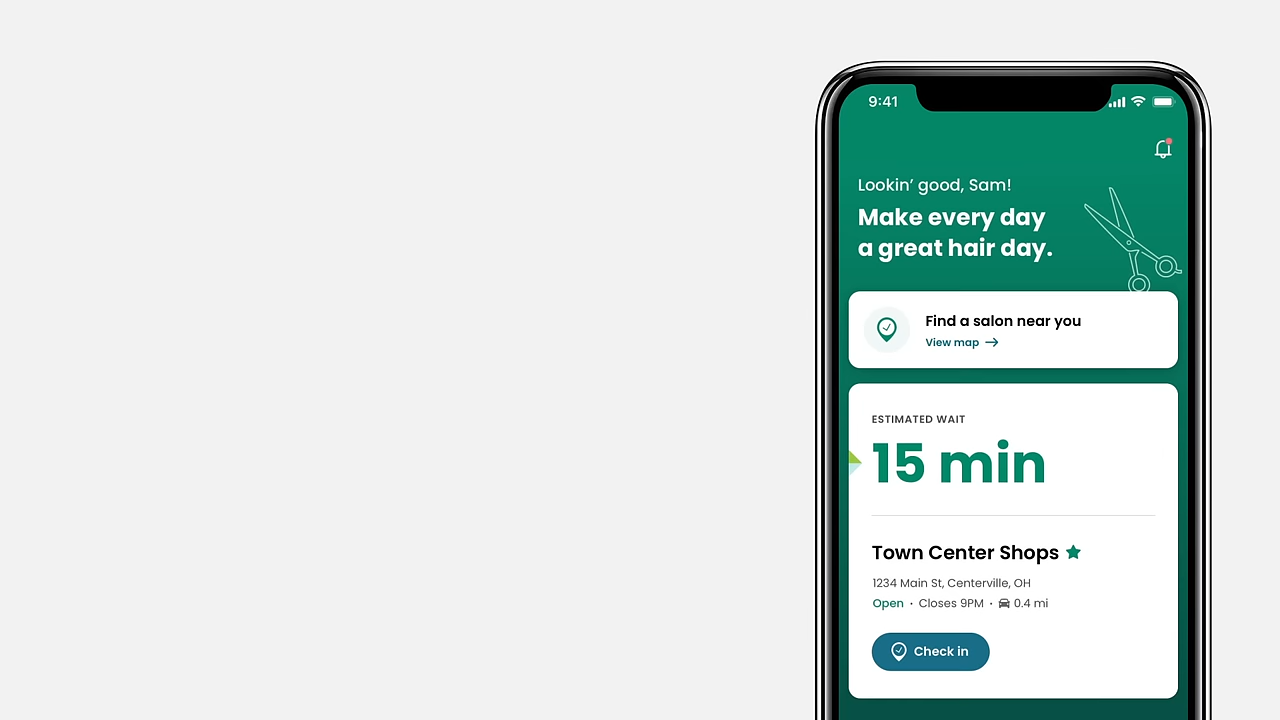 9:41
Lookin’ good, Sam!
Make every day
a great hair day.
Find a salon near you
View map
ESTIMATED WAIT
15 min
Town Center Shops
1234 Main St, Centerville, OH
Open · Closes 9PM · 0.4 mi
Check in